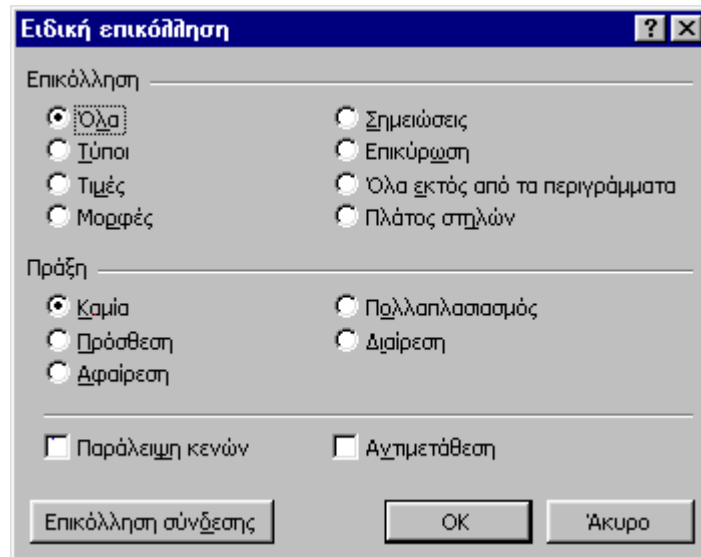 Ειδική επικόλληση
Επικόλληση
Όλα
Σημειώσεις
Τύποι
Επικύρωση
Τιμές
Όλα εκτός από τα περιγράμματα
Μορφές
Πλάτος στηλών
Πράξη
Καμία
Πολλαπλασιασμός
Πρόσθεση
Διαίρεση
Αφαίρεση
Παράλειψη κενών
Αντιμετάθεση
Επικόλληση σύνδεσης
OK
Άκυρο